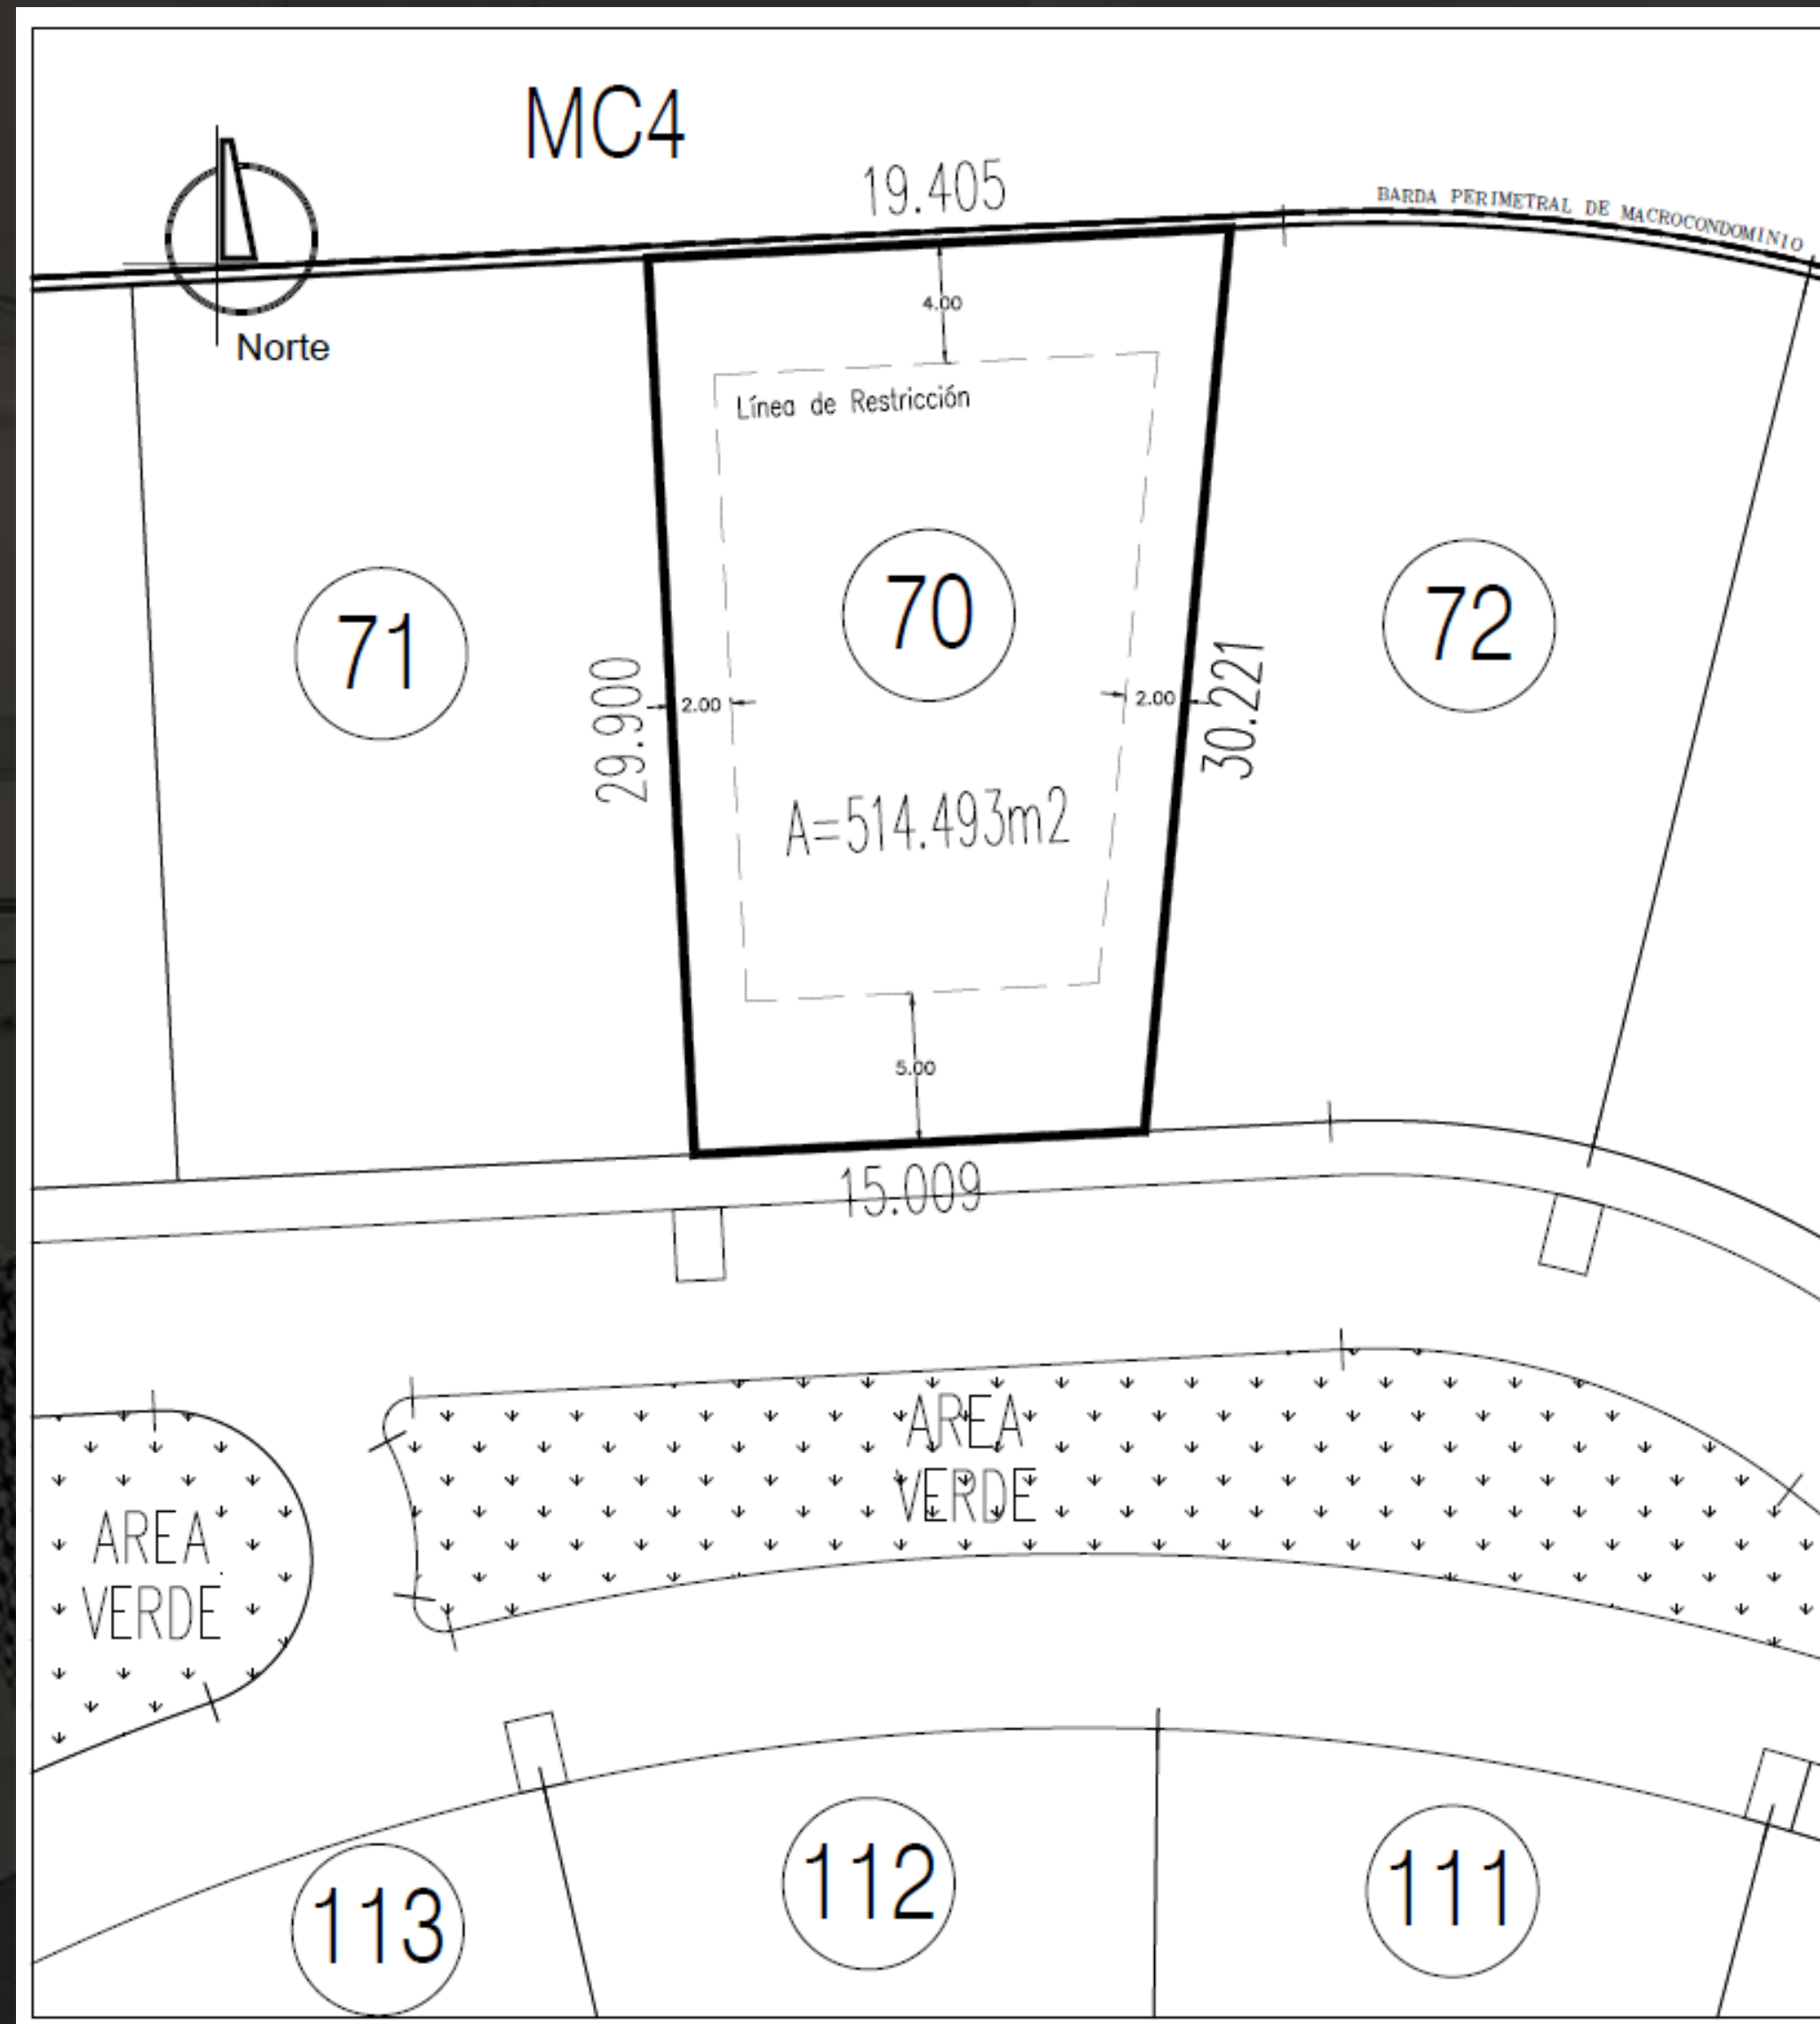 MC4
19.405
BARDA PERIMETRAL DE MACROCONDOMINIO
Norte
4.00
Línea de Restricción
71
70
72
29.900
2.00
2.00
30.221
A=514.493m2
5.00
15.009
AREA
VERDE
AREA
VERDE
113
112
111